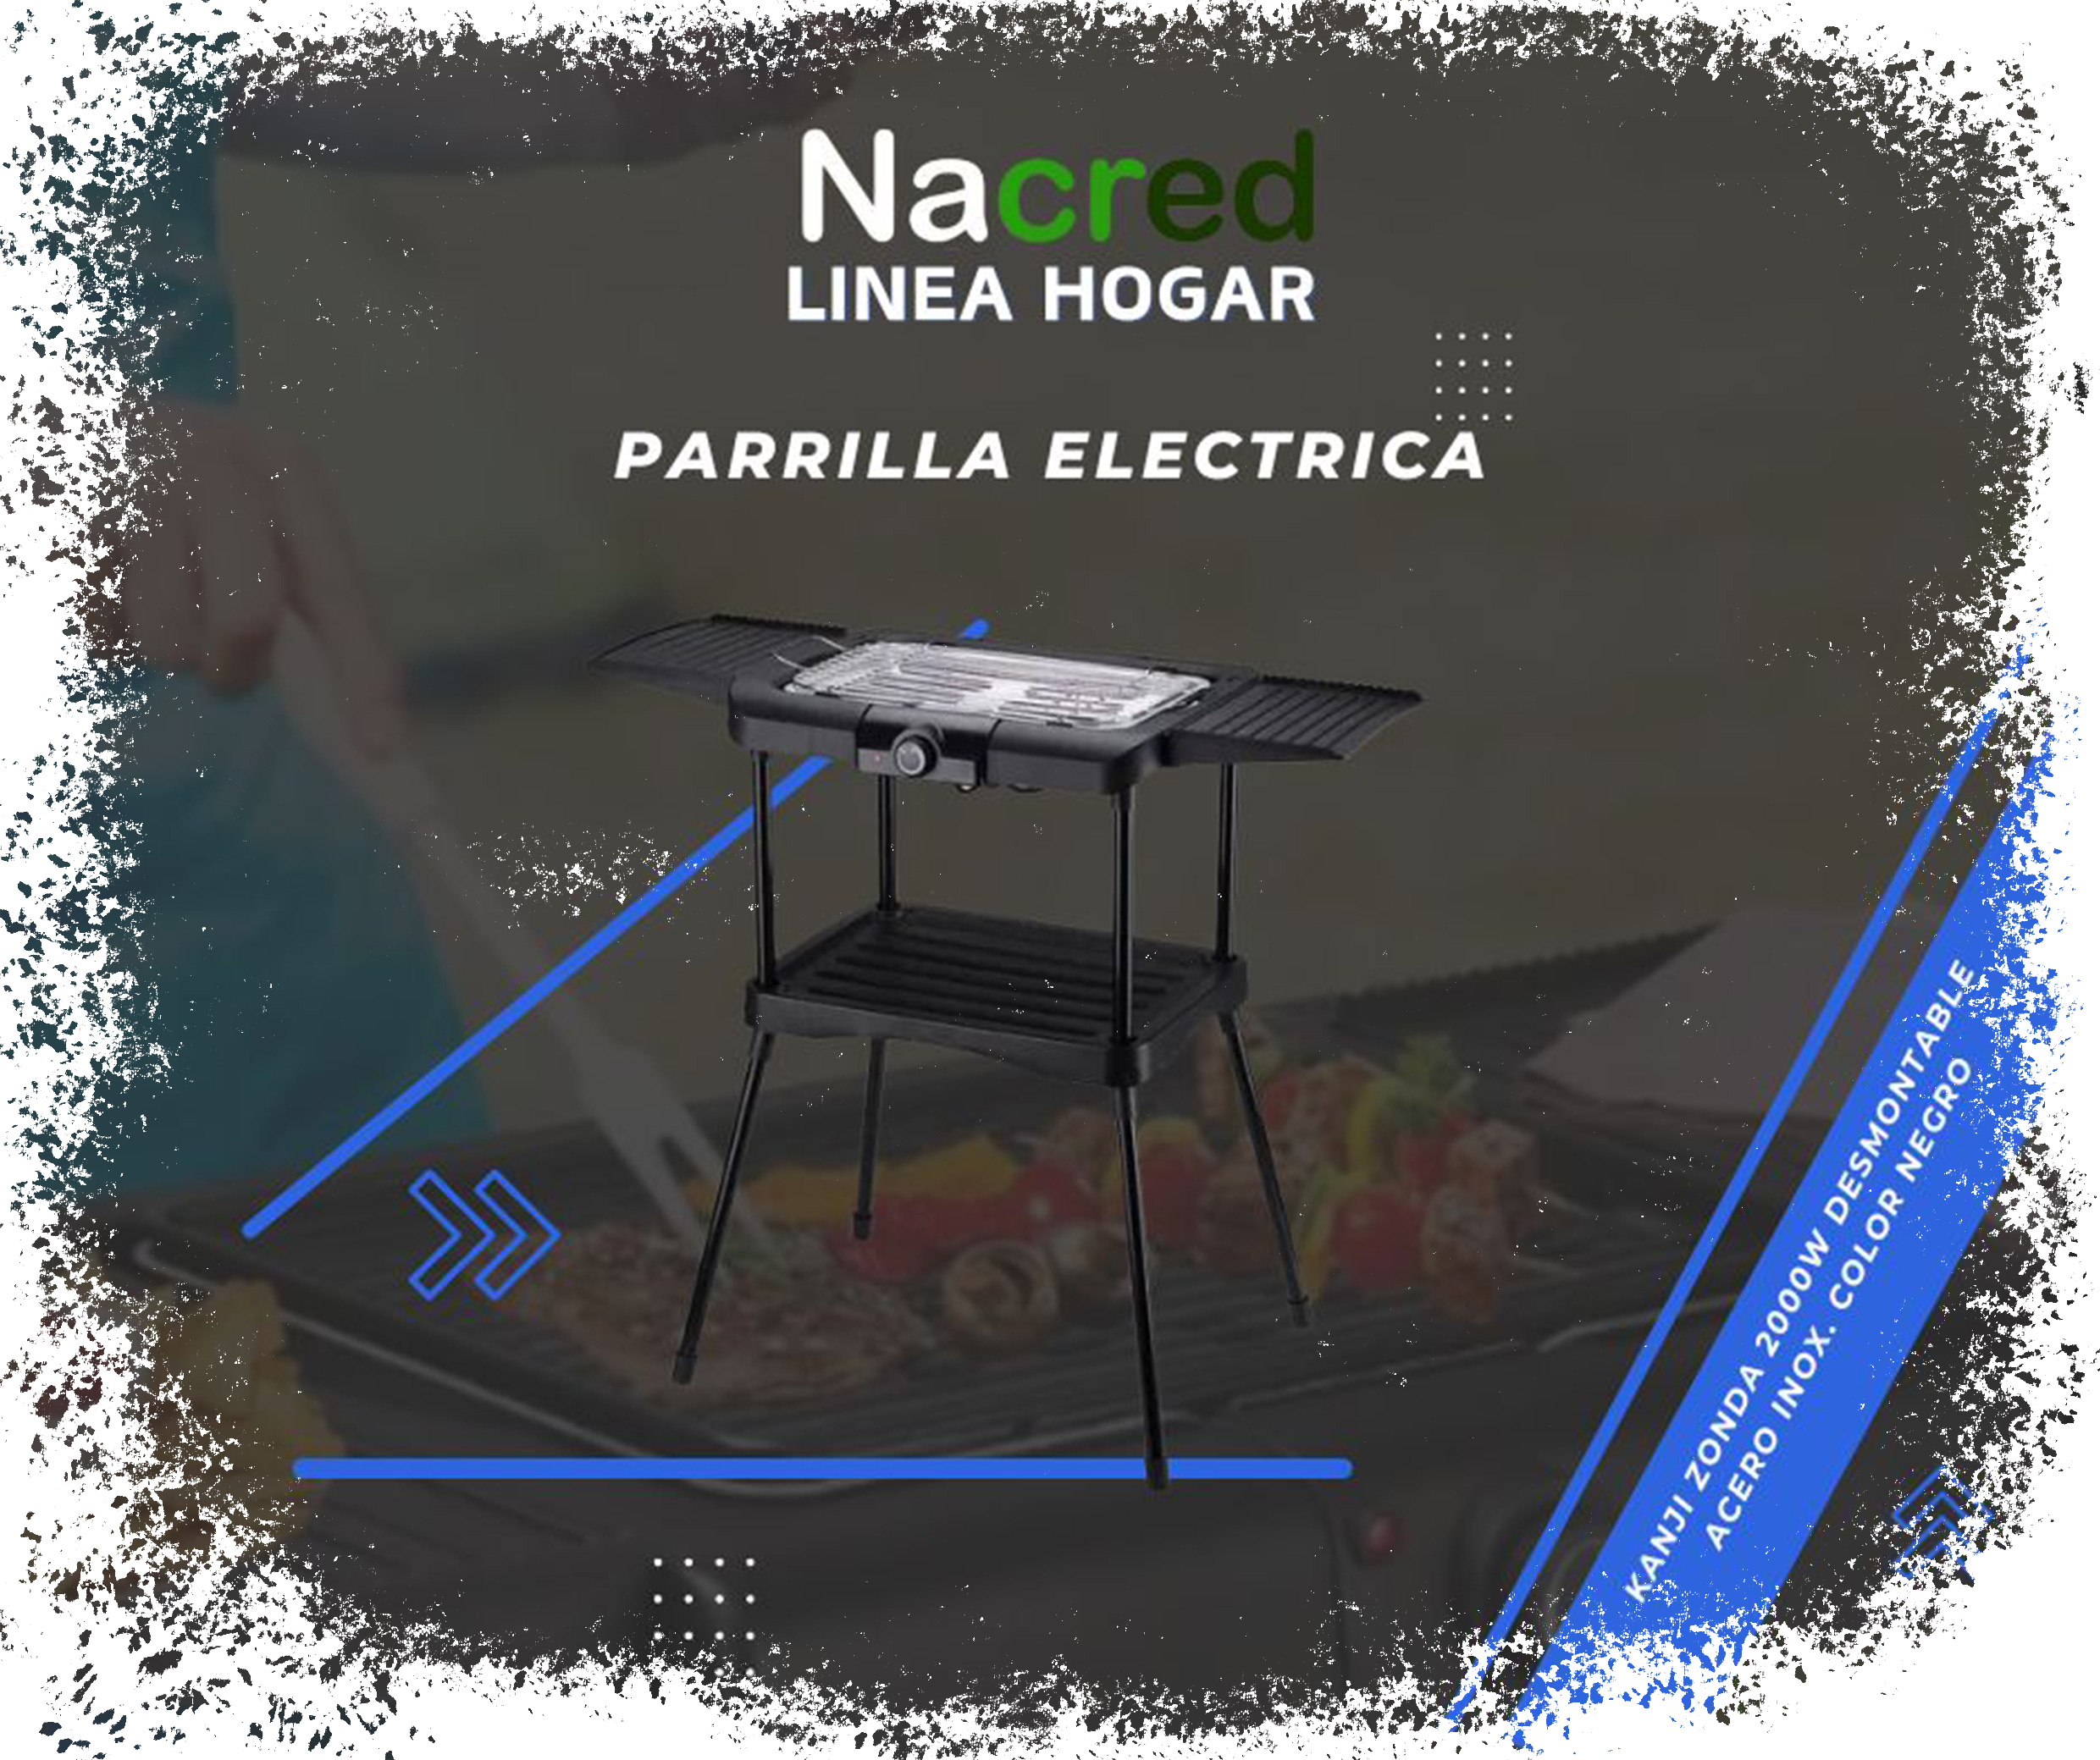 Nacred
LINEA HOGAR
PARRILLA ELECTRICA
KANJI ZONDA 2000W DESMONTABLE
ACERO INOX. COLOR NEGRO